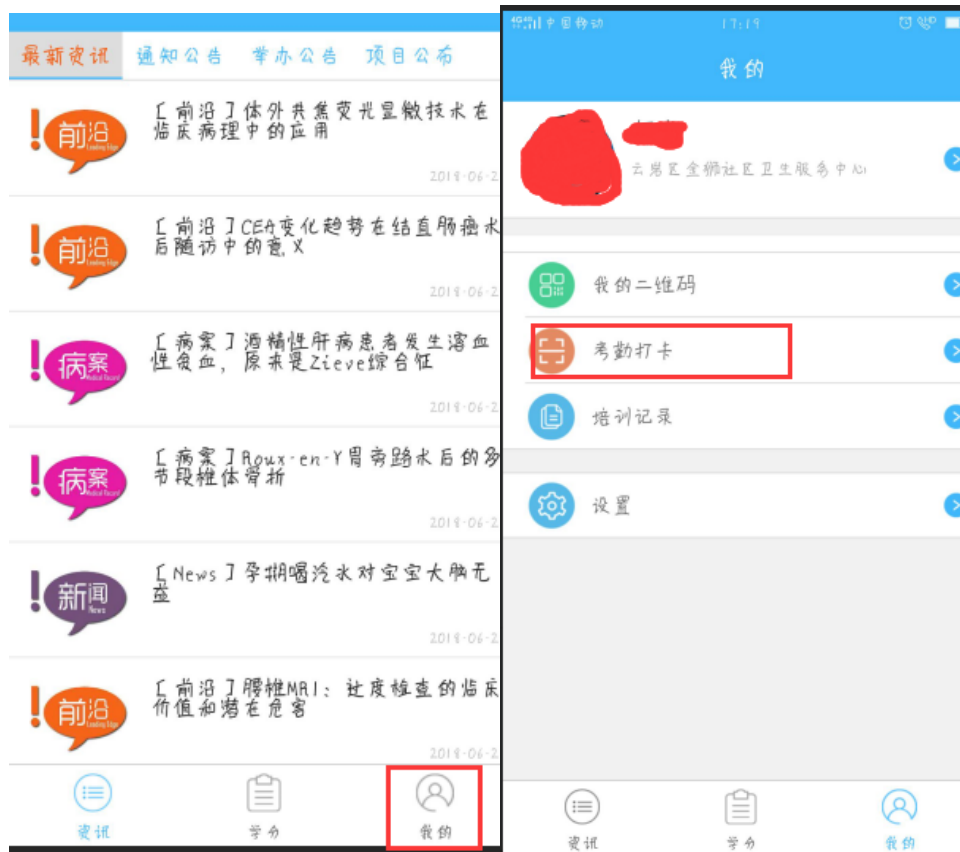 最新资讯 通知公告 举办公告 项目公布
前沿
Leading Edge
[前沿]体外共焦荧光显微技术在
临床病理中的应用
2018-06-2
前沿
Leading Edge
[前沿]CEA变化趋势在结直肠癌术
后随访中的意义
2018-06-2
病案
Medical Record
[病案]酒精性肝病患者发生溶血
性贫血，原来是Zieve综合征
2018-06-2
病案
Medical Record
[病案]Roux-en-Y胃旁路术后的多
节段椎体骨折
2018-06-2
新闻
News
[News]孕期喝汽水对宝宝大脑无
益
2018-06-2
前沿
Leading Edge
[前沿]腰椎MRI：过度检查的临床
价值和潜在危害
2018-06-2
资讯 学分 我的
中国移动 17:19
我的
云岩区金狮社区卫生服务中心
我的二维码
考勤打卡
培训记录
设置
资讯 学分 我的